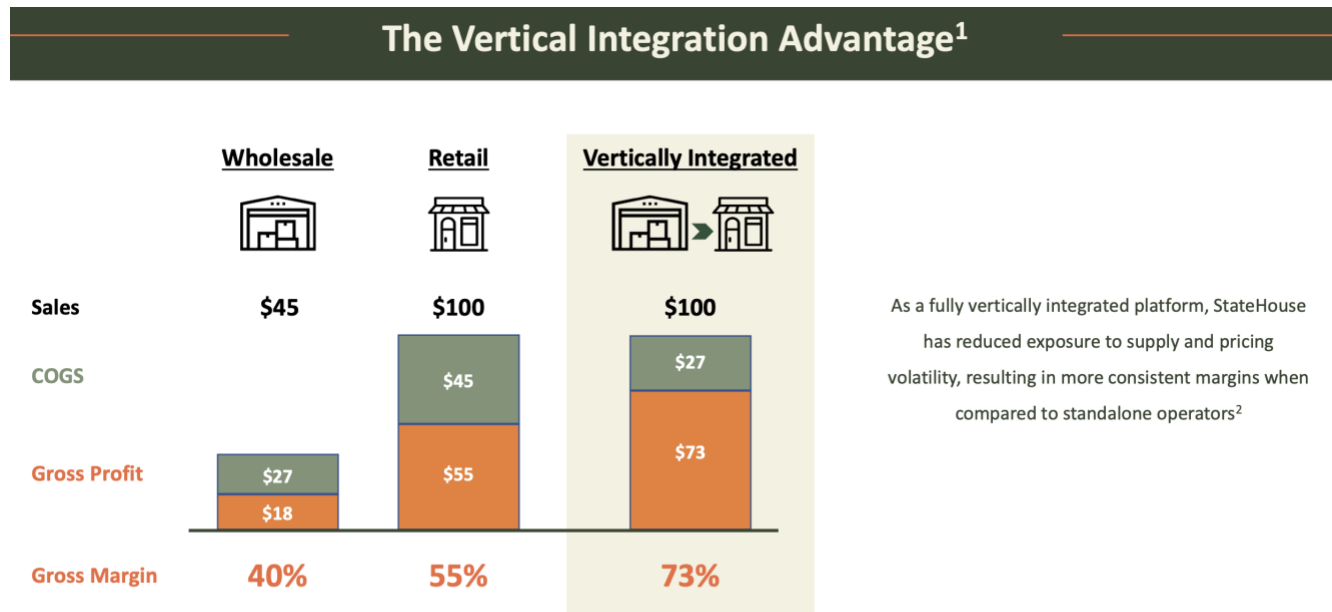 The Vertical Integration Advantage1
Wholesale Retail Vertically Integrated
Sales $45 $100 $100
As a fully vertically integrated platform, StateHouse
has reduced exposure to supply and pricing
volatility, resulting in more consistent margins when
compared to standalone operators2
COGS $45 $27
Gross Profit $27 $55 $73
$18
Gross Margin 40% 55% 73%